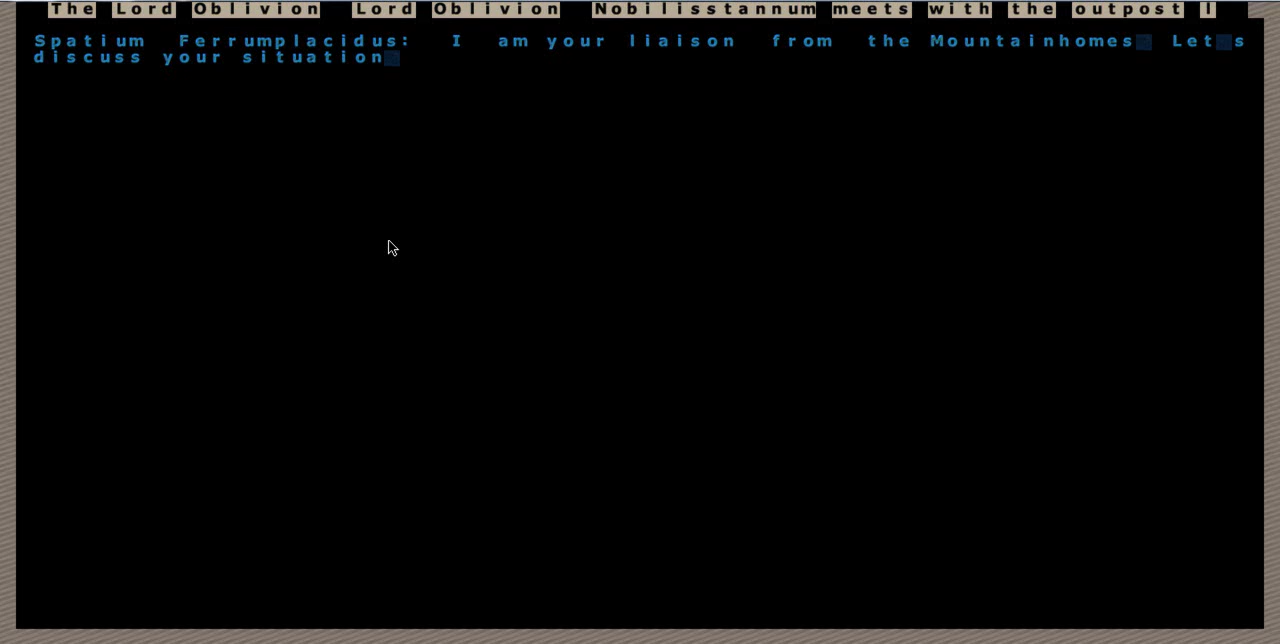 The Lord Oblivion Lord Oblivion Nobilisstannum meets with the outpost l
Spatium Ferrumplacidus: I am your liaison from the Mountainhomes Let s
discuss your situation